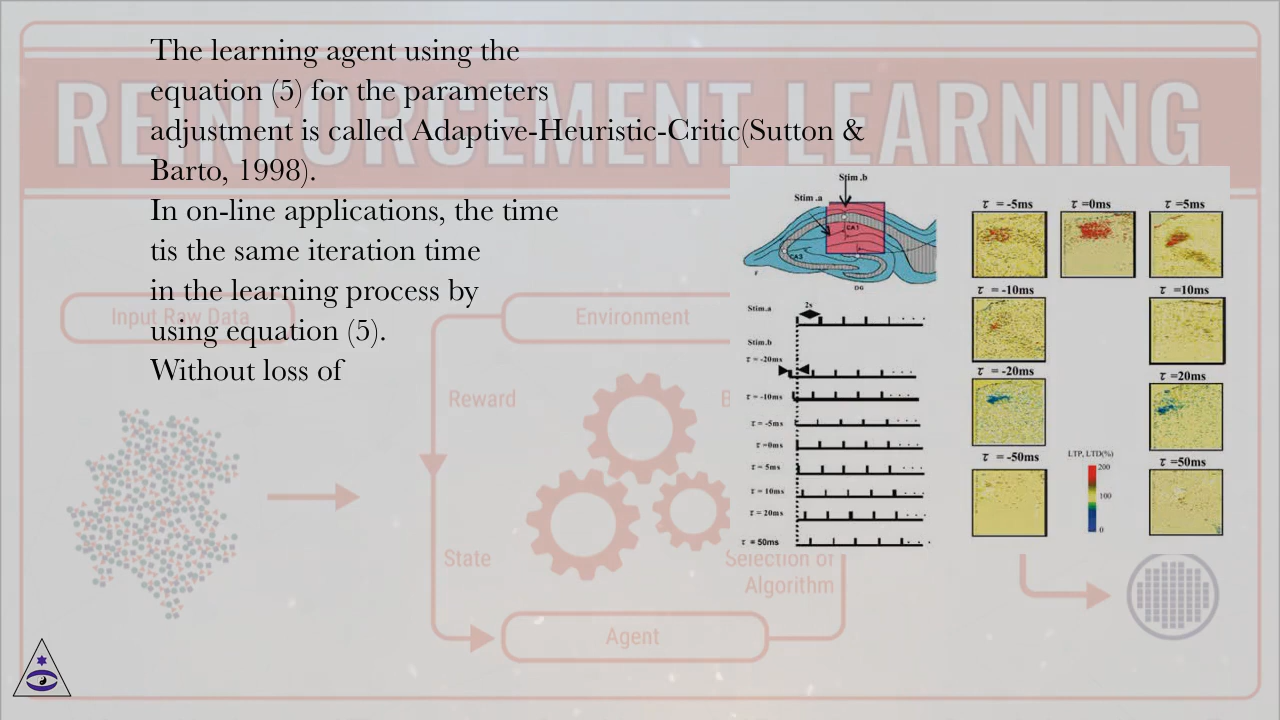 The learning agent using the
equation (5) for the parameters
adjustment is called Adaptive-Heuristic-Critic(Sutton &
Barto, 1998).
In on-line applications, the time
tis the same iteration time
in the learning process by
using equation (5).
Without loss of
REINFORCEMENT LEARNING
Input Raw Data
Environment
Reward
State
Selection of
Algorithm
Agent
Stim.b
Stim.a
CA1
CA3
DG
Stim.a
2s
Stim.b
τ = -20ms
τ = -10ms
τ = -5ms
τ =0ms
τ = 5ms
τ = 10ms
τ = 20ms
τ = 50ms
τ = -5ms
τ =0ms
τ =5ms
τ = -10ms
τ =10ms
τ = -20ms
τ =20ms
τ = -50ms
τ =50ms
LTP, LTD(%)
200
100
0